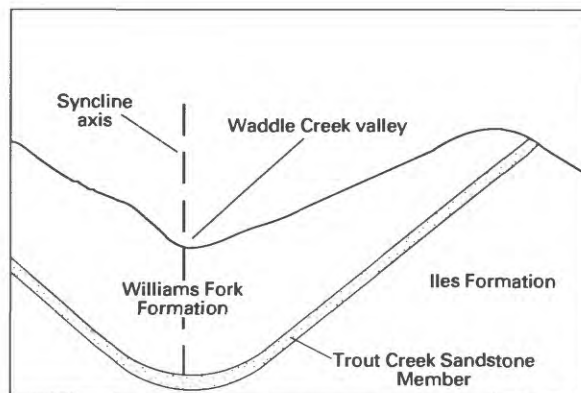 Syncline
axis
Waddle Creek valley
Williams Fork
Formation
Iles Formation
Trout Creek Sandstone
Member